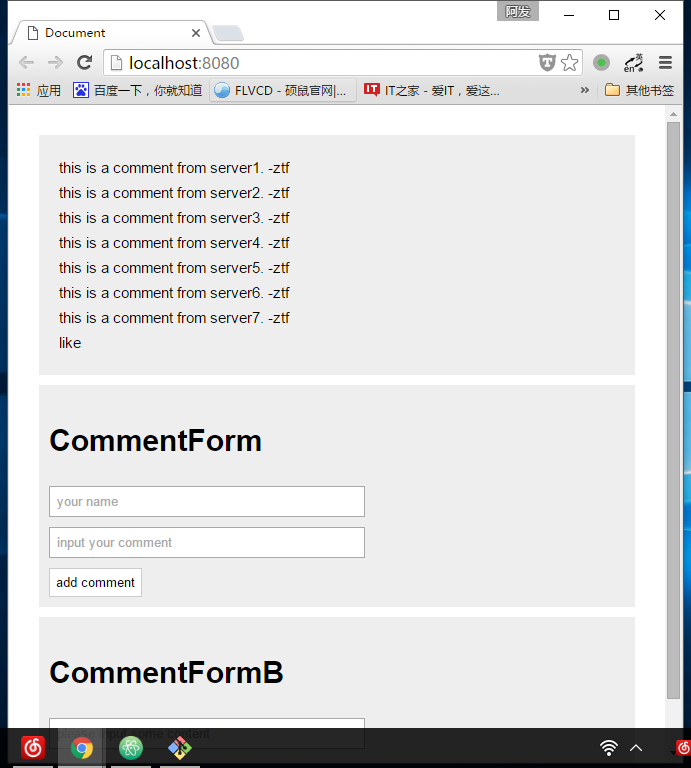 阿发
Document
localhost:8080
应用 百度一下，你就知道 FLVCD - 硕鼠官网|... IT之家 - 爱IT，爱这... » 其他书签
英
en
this is a comment from server1. -ztf
this is a comment from server2. -ztf
this is a comment from server3. -ztf
this is a comment from server4. -ztf
this is a comment from server5. -ztf
this is a comment from server6. -ztf
this is a comment from server7. -ztf
like
CommentForm
your name
input your comment
add comment
CommentFormB
please input some content